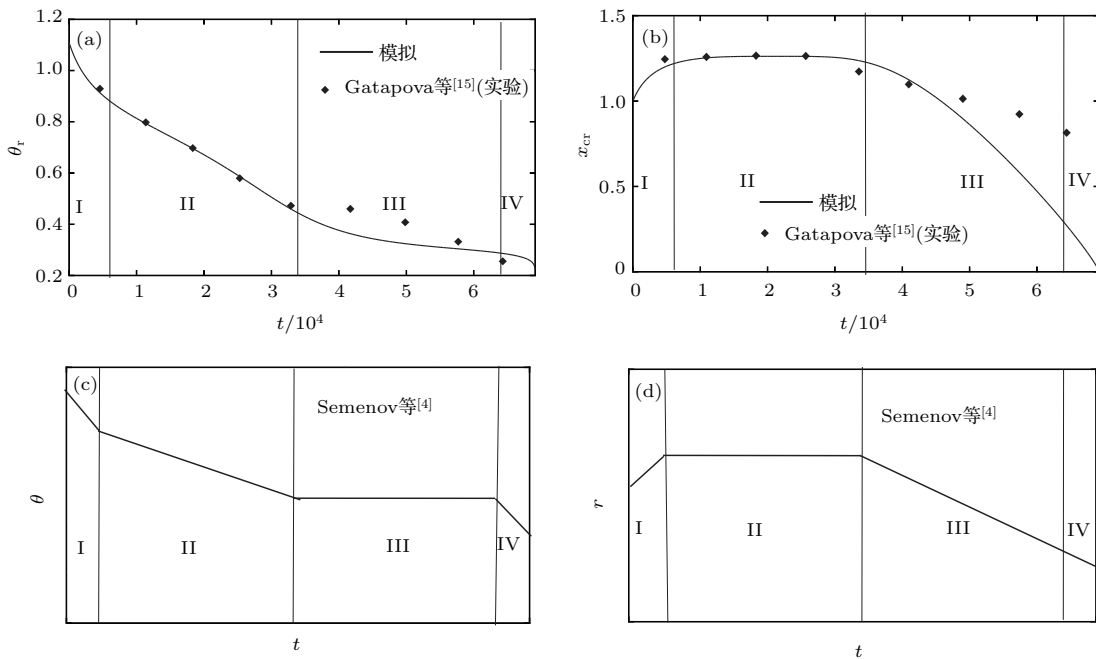 (a)
1.2
1.0
0.8
0.6
0.4
0.2
θr
模拟
Gatapova等[15](实验)
I
II
III
IV
0
1
2
3
4
5
6
t/10^4
(b)
1.5
1.0
1.5
0
xcr
I
II
III
IV
模拟
Gatapova等[15](实验)
0
1
2
3
4
5
6
t/10^4
(c)
Semenov等[4]
θ
I
II
III
IV
t
(d)
Semenov等[4]
r
I
II
III
IV
t